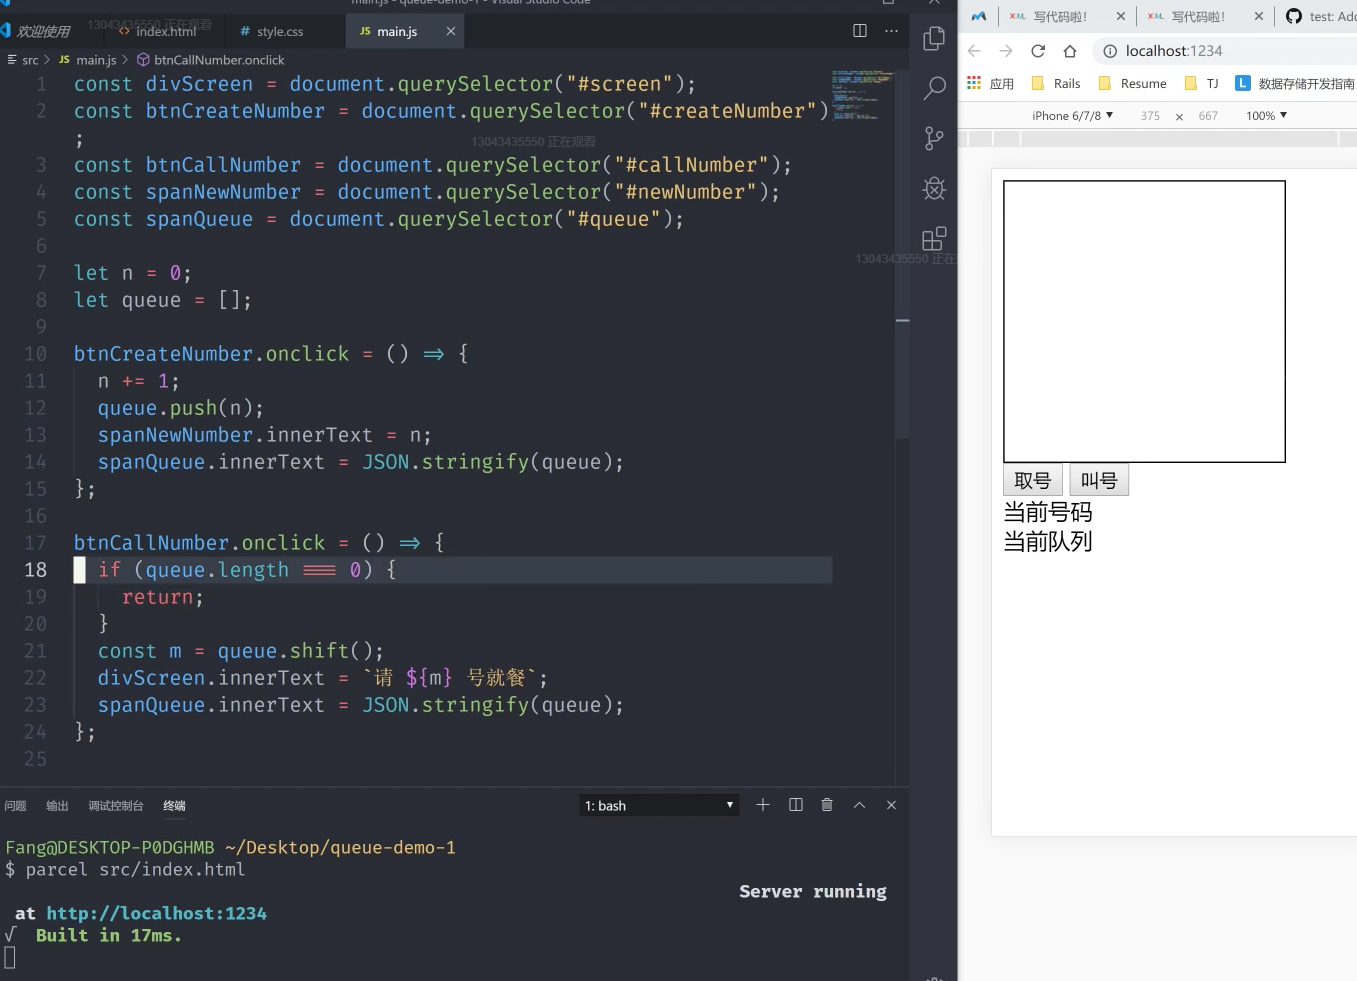 main.js - queue-demo-1 - Visual Studio Code
欢迎使用
index.html
# style.css
JS main.js
13043435550 正在观看
src > JS main.js > btnCallNumber.onclick
1 const divScreen = document.querySelector("#screen");
2 const btnCreateNumber = document.querySelector("#createNumber")
;
13043435550 正在观看
3 const btnCallNumber = document.querySelector("#callNumber");
4 const spanNewNumber = document.querySelector("#newNumber");
5 const spanQueue = document.querySelector("#queue");
6
7 let n = 0;
8 let queue = [];
9
10 btnCreateNumber.onclick = () => {
11 n += 1;
12 queue.push(n);
13 spanNewNumber.innerText = n;
14 spanQueue.innerText = JSON.stringify(queue);
15 };
16
17 btnCallNumber.onclick = () => {
18 if (queue.length === 0) {
19 return;
20 }
21 const m = queue.shift();
22 divScreen.innerText = `请 ${m} 号就餐`;
23 spanQueue.innerText = JSON.stringify(queue);
24 };
25
13043435550 正在
问题 输出 调试控制台 终端
1: bash
Fang@DESKTOP-P0DGHMB ~/Desktop/queue-demo-1
$ parcel src/index.html
Server running
at http://localhost:1234
√ Built in 17ms.
写代码啦!
写代码啦!
test: Add
localhost:1234
应用 Rails Resume TJ L 数据存储开发指南
iPhone 6/7/8 375 × 667 100%
取号 叫号
当前号码
当前队列